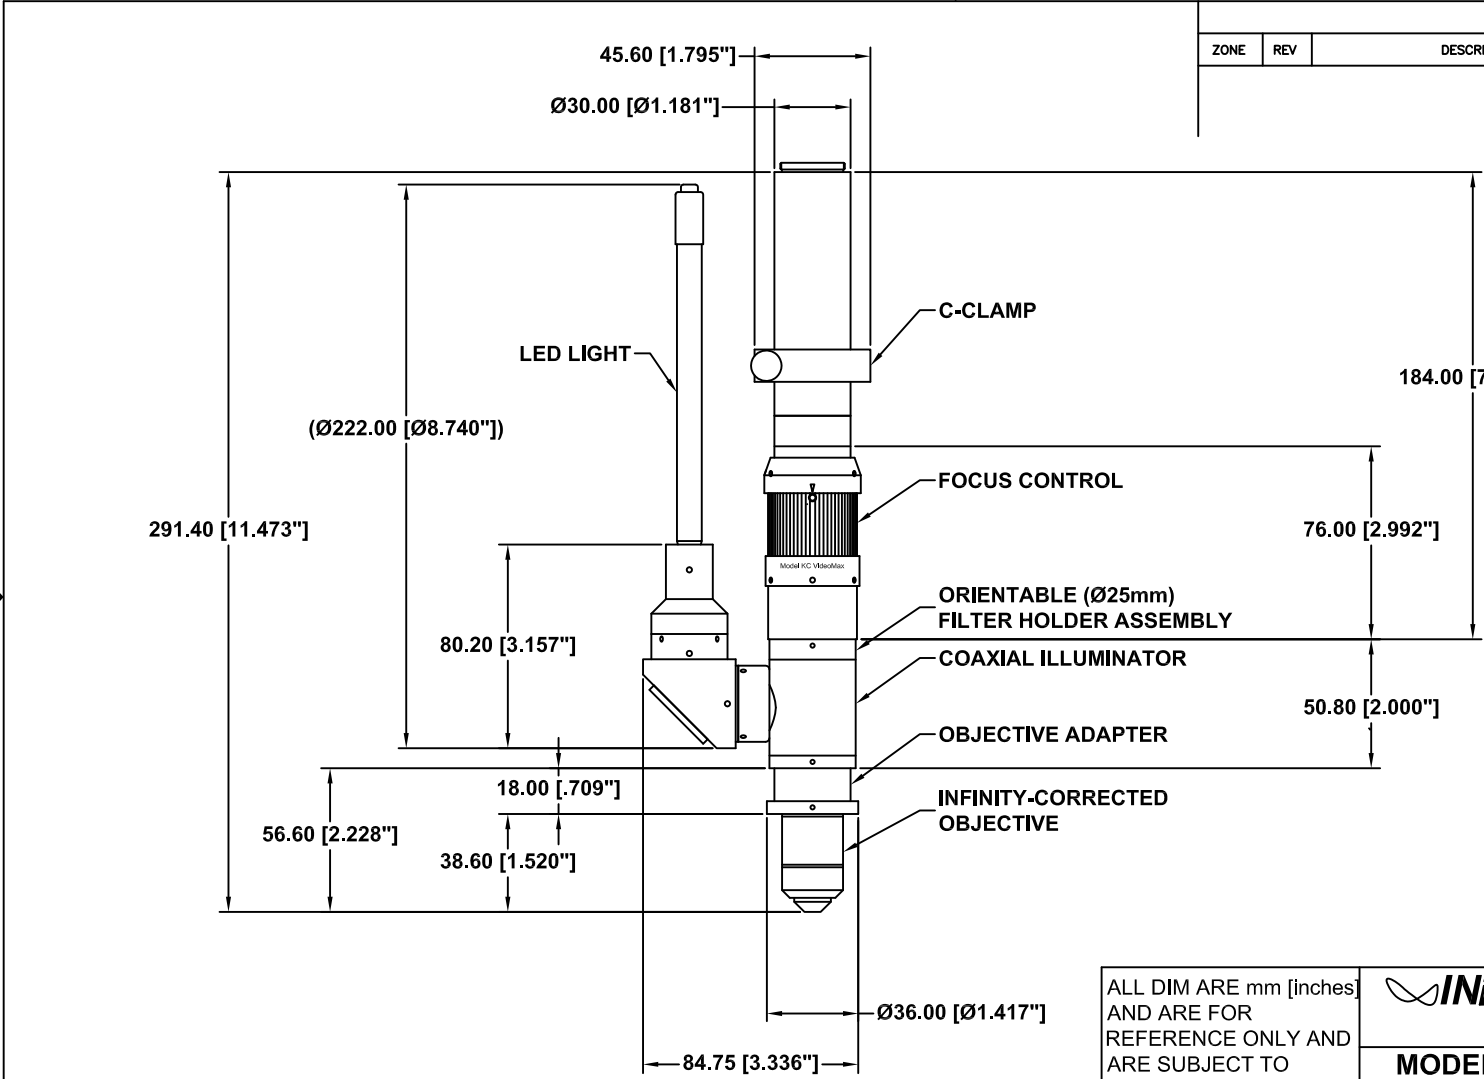 45.60 [1.795"]
ZONE REV
Ø30.00 [Ø1.181"]
C-CLAMP
LED LIGHT
184.00 [7
(Ø222.00 [Ø8.740"])
FOCUS CONTROL
291.40 [11.473"]
76.00 [2.992"]
Model KC VideoMax
ORIENTABLE (Ø25mm)
FILTER HOLDER ASSEMBLY
80.20 [3.157"]
COAXIAL ILLUMINATOR
50.80 [2.000"]
OBJECTIVE ADAPTER
18.00 [.709"]
INFINITY-CORRECTED
OBJECTIVE
56.60 [2.228"]
38.60 [1.520"]
ALL DIM ARE mm [inches]
AND ARE FOR
REFERENCE ONLY AND
ARE SUBJECT TO
Ø36.00 [Ø1.417"]
84.75 [3.336"]